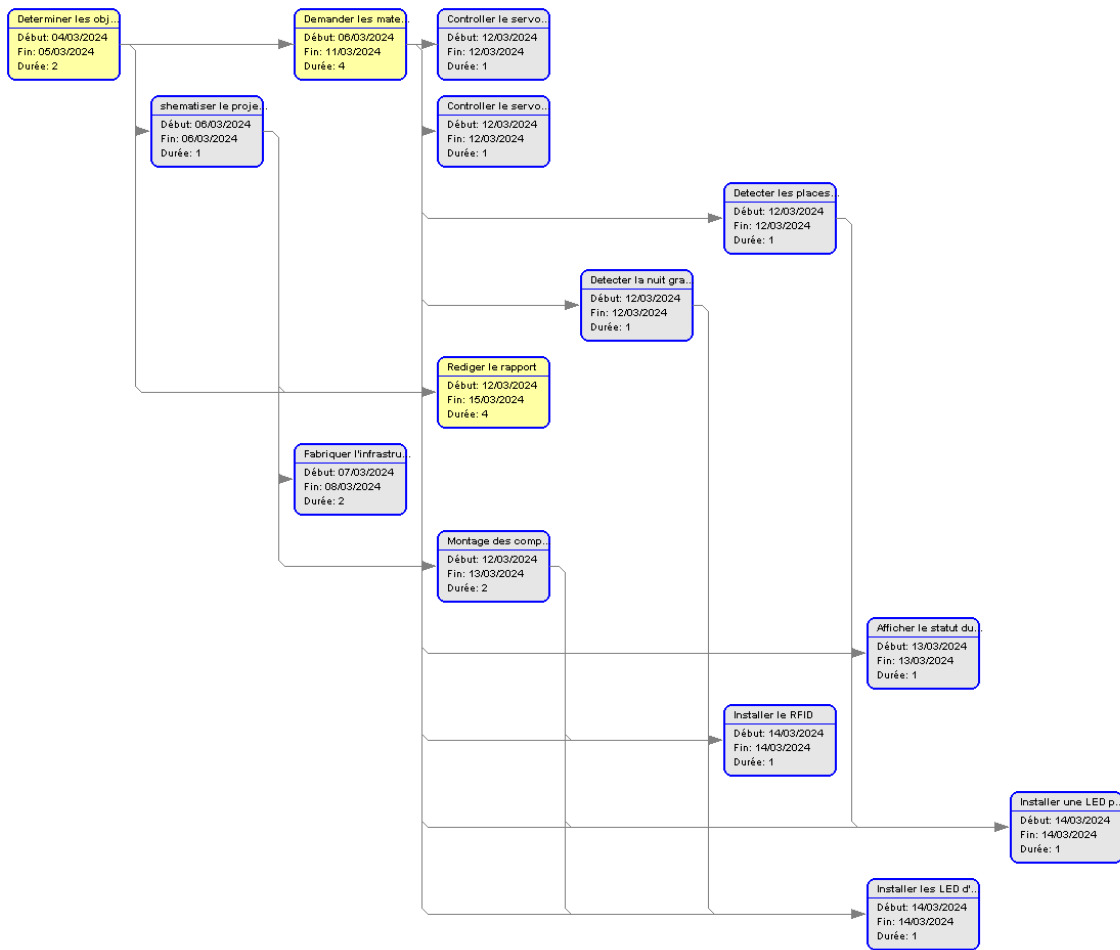 Determiner les obj...
Début: 04/03/2024
Fin: 05/03/2024
Durée: 2
Demander les mate...
Début: 06/03/2024
Fin: 11/03/2024
Durée: 4
Controller le servo...
Début: 12/03/2024
Fin: 12/03/2024
Durée: 1
shematiser le proje...
Début: 06/03/2024
Fin: 06/03/2024
Durée: 1
Controller le servo...
Début: 12/03/2024
Fin: 12/03/2024
Durée: 1
Detecter les places...
Début: 12/03/2024
Fin: 12/03/2024
Durée: 1
Detecter la nuit gra...
Début: 12/03/2024
Fin: 12/03/2024
Durée: 1
Rediger le rapport
Début: 12/03/2024
Fin: 15/03/2024
Durée: 4
Fabriquer l'infrastru...
Début: 07/03/2024
Fin: 08/03/2024
Durée: 2
Montage des comp...
Début: 12/03/2024
Fin: 13/03/2024
Durée: 2
Afficher le statut du...
Début: 13/03/2024
Fin: 13/03/2024
Durée: 1
Installer le RFID
Début: 14/03/2024
Fin: 14/03/2024
Durée: 1
Installer une LED p...
Début: 14/03/2024
Fin: 14/03/2024
Durée: 1
Installer les LED d'...
Début: 14/03/2024
Fin: 14/03/2024
Durée: 1